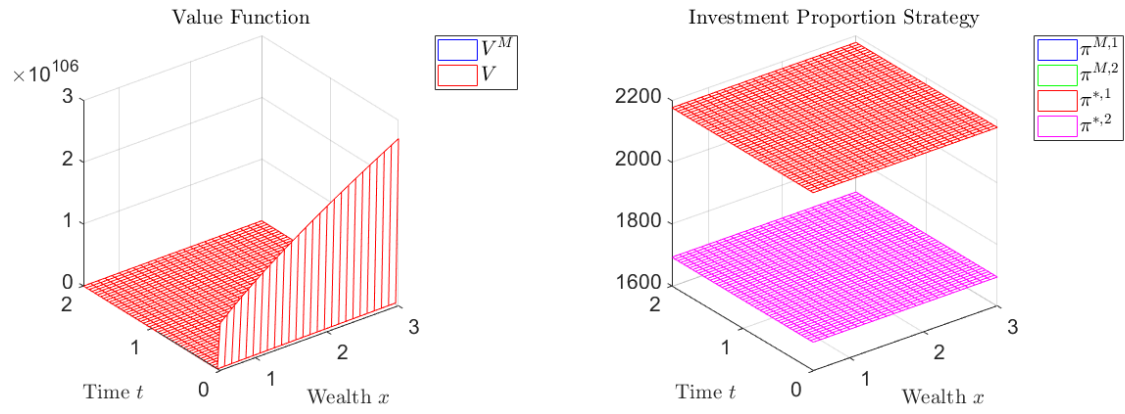 Value Function
×10^106
3
2
1
0
2
1
0
1
2
3
Time t
Wealth x
V^M
V
Investment Proportion Strategy
2200
2000
1800
1600
2
1
0
1
2
3
Time t
Wealth x
π^{M,1}
π^{M,2}
π^{*,1}
π^{*,2}